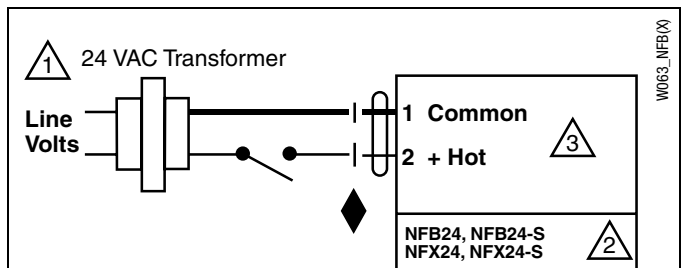 1 24 VAC Transformer
Line
Volts
1 Common
2 + Hot
3
NFB24, NFB24-S
NFX24, NFX24-S
2
W063_NFB(X)